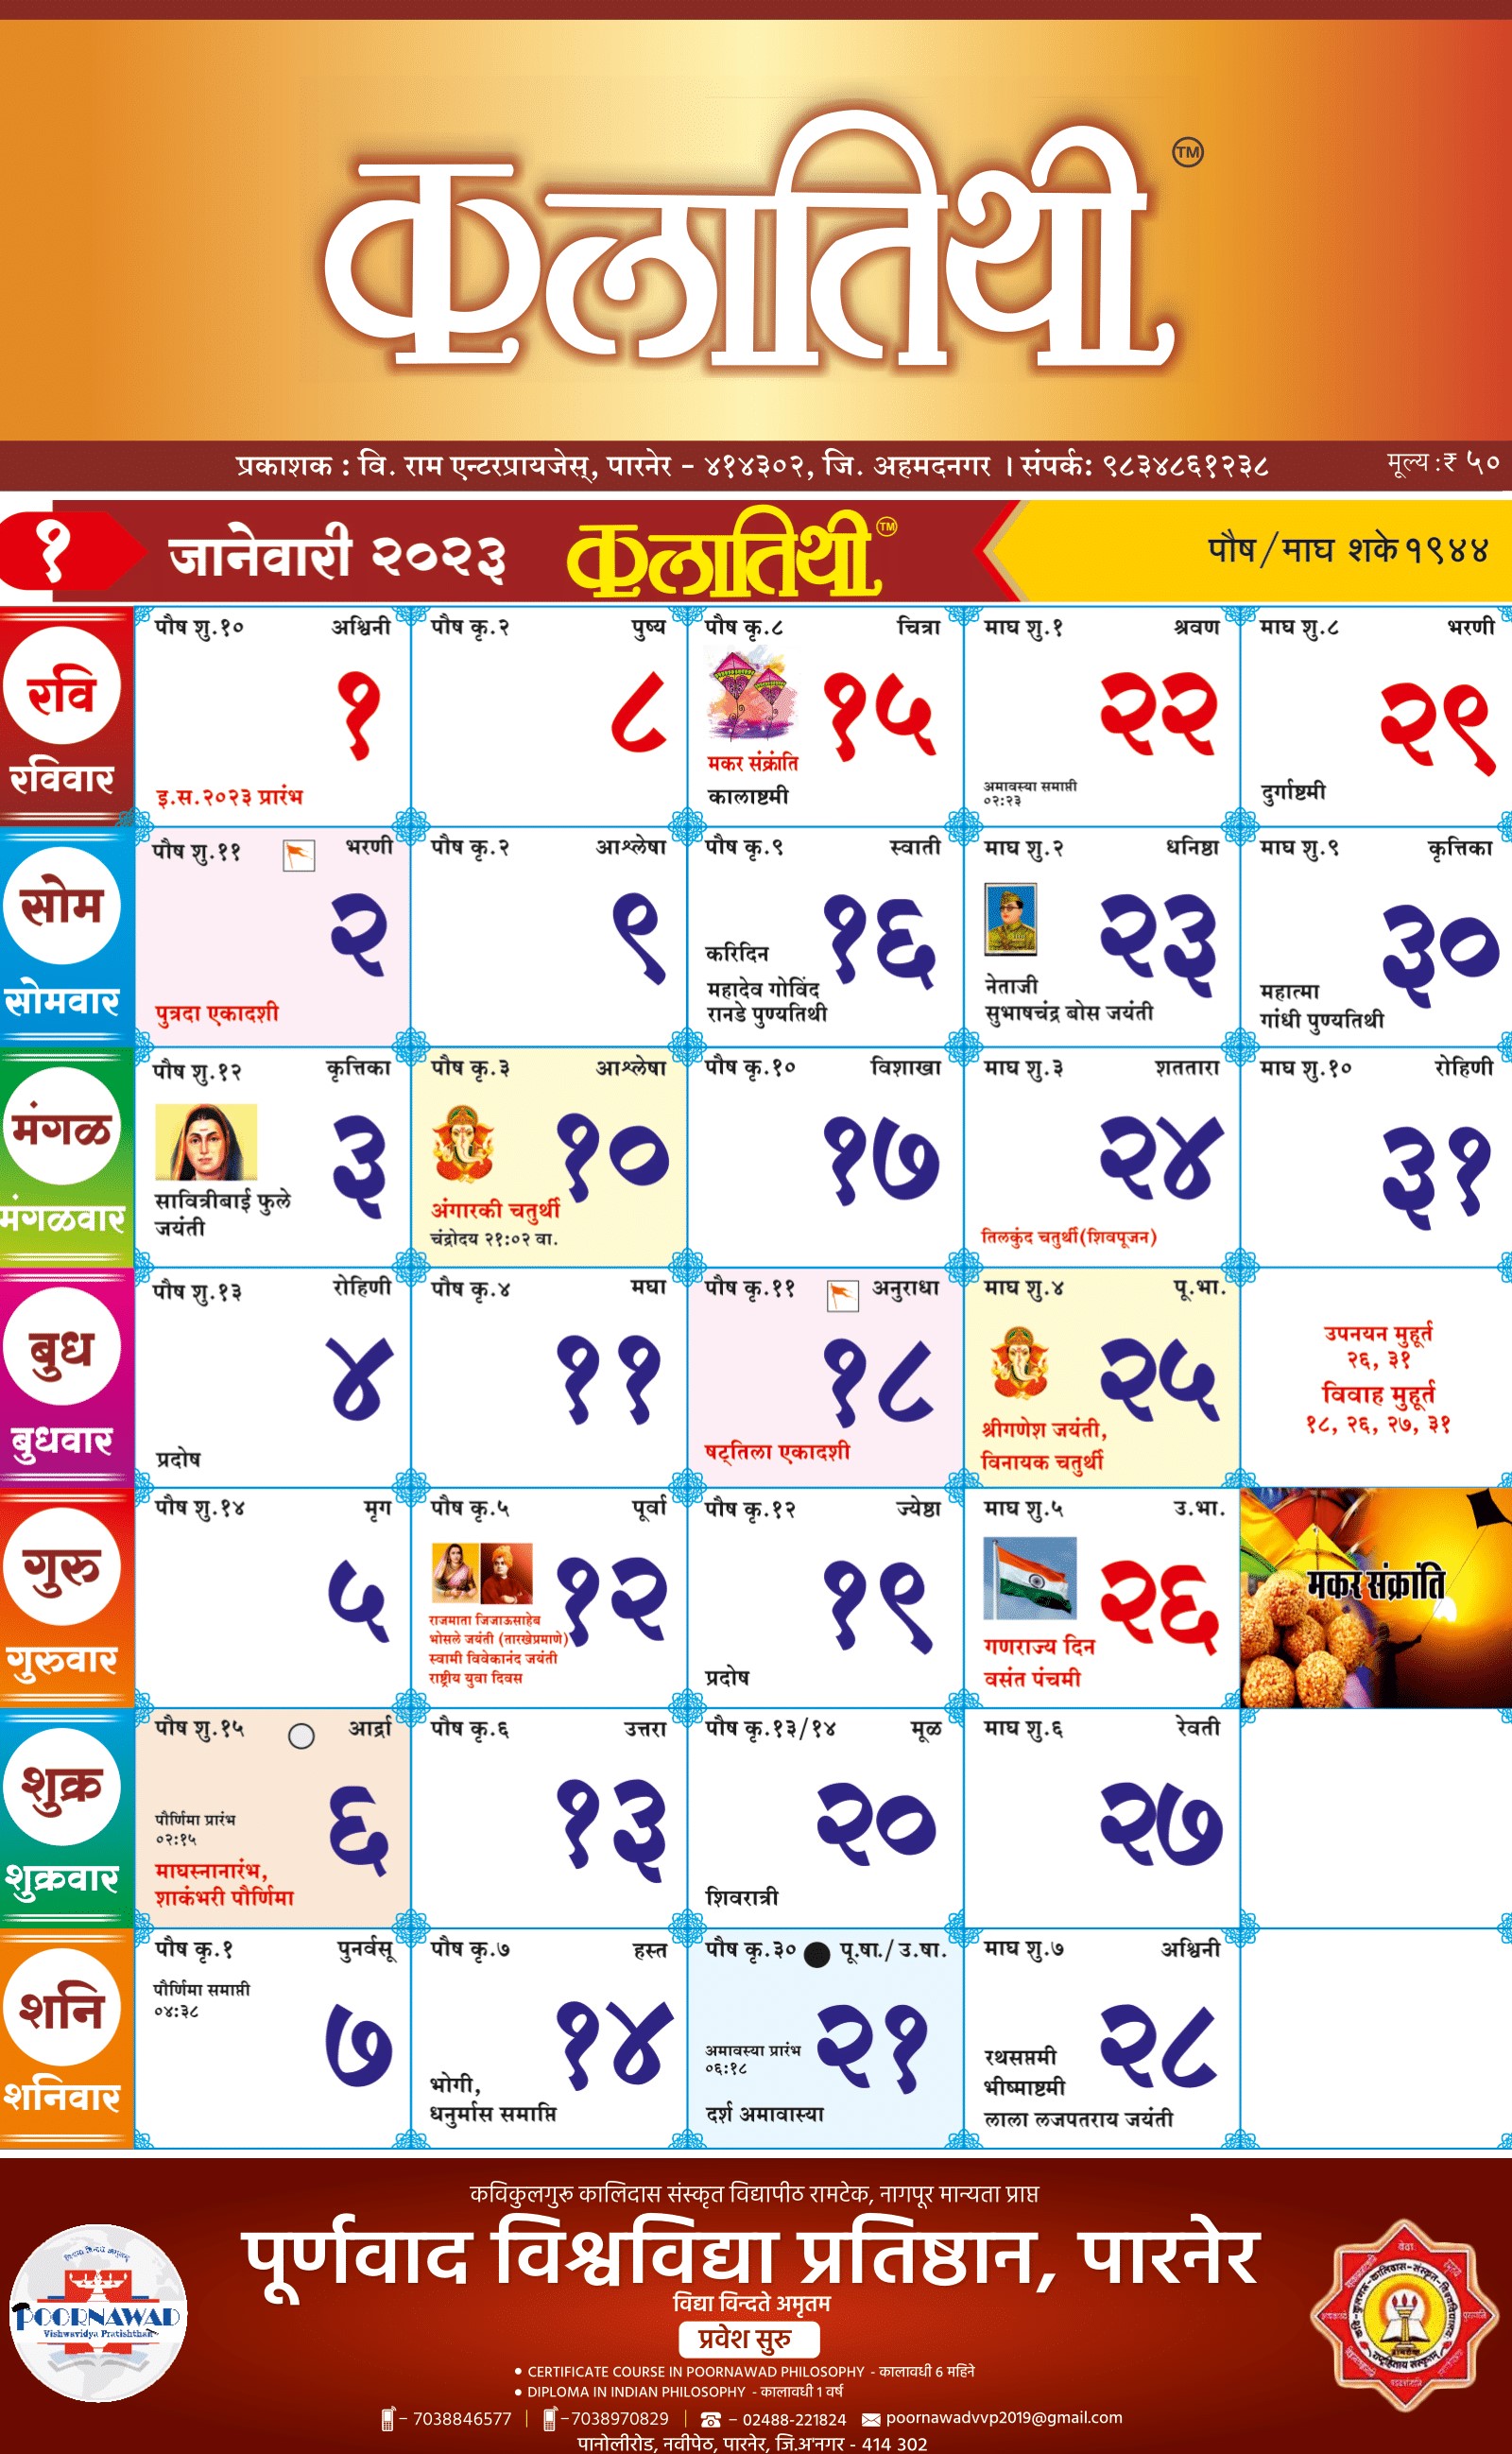 कलातिथी TM
प्रकाशक : वि. राम एन्टरप्रायजेस्, पारनेर - ४१४३०२, जि. अहमदनगर । संपर्क: ९८३४८६१२३८
मूल्य :₹ ५०
१ जानेवारी २०२३ कलातिथी TM पौष/माघ शके १९४४
रवि
रविवार
पौष शु.१० अश्विनी
१
इ.स.२०२३ प्रारंभ
पौष कृ.२ पुष्य
८
पौष कृ.८ चित्रा
१५
मकर संक्रांति
कालाष्टमी
माघ शु.१ श्रवण
२२
अमावस्या समाप्ती
०२:२३
माघ शु.८ भरणी
२९
दुर्गाष्टमी
सोम
सोमवार
पौष शु.११ भरणी
२
पुत्रदा एकादशी
पौष कृ.२ आश्लेषा
९
पौष कृ.९ स्वाती
१६
करिदिन
महादेव गोविंद
रानडे पुण्यतिथी
माघ शु.२ धनिष्ठा
२३
नेताजी
सुभाषचंद्र बोस जयंती
माघ शु.९ कृत्तिका
३०
महात्मा
गांधी पुण्यतिथी
मंगळ
मंगळवार
पौष शु.१२ कृत्तिका
३
सावित्रीबाई फुले
जयंती
पौष कृ.३ आश्लेषा
१०
अंगारकी चतुर्थी
चंद्रोदय २१:०२ वा.
पौष कृ.१० विशाखा
१७
माघ शु.३ शततारा
२४
तिलकुंद चतुर्थी(शिवपूजन)
माघ शु.१० रोहिणी
३१
बुध
बुधवार
पौष शु.१३ रोहिणी
४
प्रदोष
पौष कृ.४ मघा
११
पौष कृ.११ अनुराधा
१८
षट्तिला एकादशी
माघ शु.४ पू.भा.
२५
श्रीगणेश जयंती,
विनायक चतुर्थी
उपनयन मुहूर्त
२६, ३१
विवाह मुहूर्त
१८, २६, २७, ३१
गुरु
गुरुवार
पौष शु.१४ मृग
५
पौष कृ.५ पूर्वा
१२
राजमाता जिजाऊसाहेब
भोसले जयंती (तारखेप्रमाणे)
स्वामी विवेकानंद जयंती
राष्ट्रीय युवा दिवस
पौष कृ.१२ ज्येष्ठा
१९
प्रदोष
माघ शु.५ उ.भा.
२६
गणराज्य दिन
वसंत पंचमी
मकर संक्रांति
शुक्र
शुक्रवार
पौष शु.१५ आर्द्रा
६
पौर्णिमा प्रारंभ
०२:१५
माघस्नानारंभ,
शाकंभरी पौर्णिमा
पौष कृ.६ उत्तरा
१३
पौष कृ.१३/१४ मूळ
२०
शिवरात्री
माघ शु.६ रेवती
२७
शनि
शनिवार
पौष कृ.१ पुनर्वसू
७
पौर्णिमा समाप्ती
०४:३८
पौष कृ.७ हस्त
१४
भोगी,
धनुर्मास समाप्ति
पौष कृ.३० पू.षा./उ.षा.
२१
अमावस्या प्रारंभ
०६:१८
दर्श अमावास्या
माघ शु.७ अश्विनी
२८
रथसप्तमी
भीष्माष्टमी
लाला लजपतराय जयंती
कविकुलगुरू कालिदास संस्कृत विद्यापीठ रामटेक, नागपूर मान्यता प्राप्त
पूर्णवाद विश्वविद्या प्रतिष्ठान, पारनेर
विद्या विन्दते अमृतम
प्रवेश सुरु
• CERTIFICATE COURSE IN POORNAWAD PHILOSOPHY - कालावधी 6 महिने
• DIPLOMA IN INDIAN PHILOSOPHY - कालावधी 1 वर्ष
- 7038846577 | -7038970829 | - 02488-221824 poornawadvvp2019@gmail.com
पानोलीरोड, नवीपेठ, पारनेर, जि.अ'नगर - 414 302
POORNAWAD
Vishwavidya Pratishthan